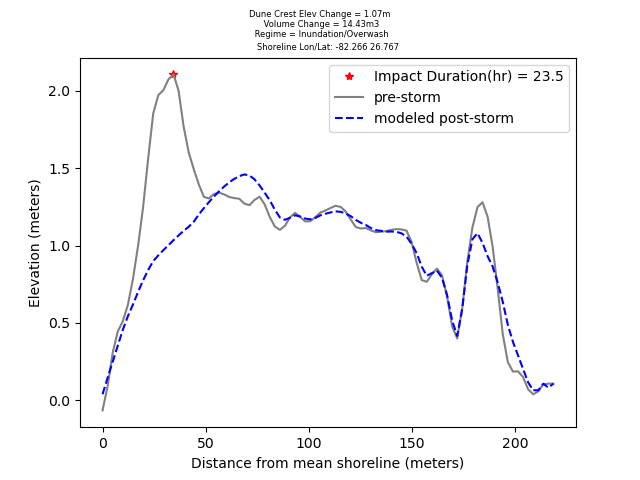 Dune Crest Elev Change = 1.07m
Volume Change = 14.43m3
Regime = Inundation/Overwash
Shoreline Lon/Lat: -82.266 26.767
Impact Duration(hr) = 23.5
pre-storm
modeled post-storm
2.0
1.5
1.0
0.5
0.0
Elevation (meters)
0 50 100 150 200
Distance from mean shoreline (meters)